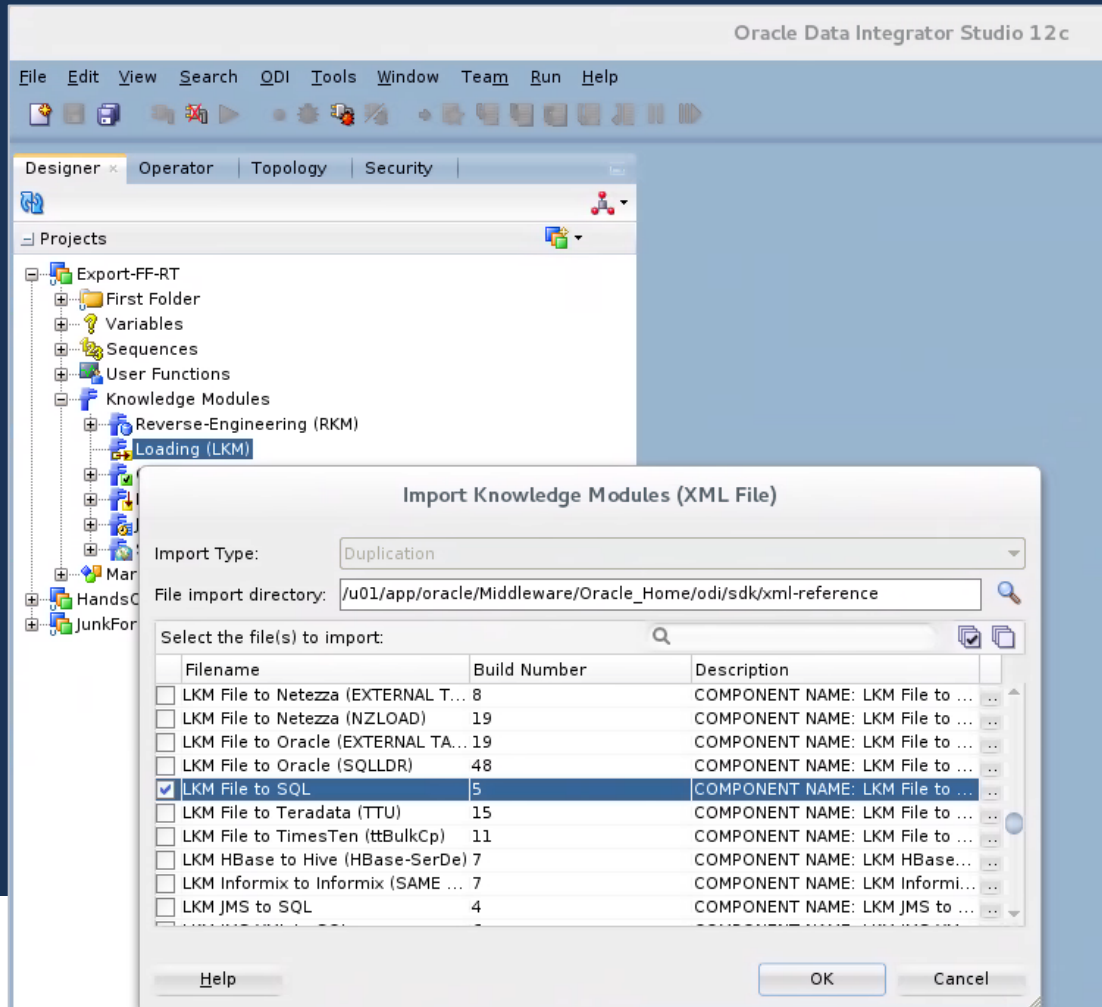 Oracle Data Integrator Studio 12c
File Edit View Search ODI Tools Window Team Run Help
Designer × Operator Topology Security
Projects
Export-FF-RT
First Folder
Variables
Sequences
User Functions
Knowledge Modules
Reverse-Engineering (RKM)
Loading (LKM)
Mar
HandsO
JunkFor
Import Knowledge Modules (XML File)
Import Type: Duplication
File import directory: /u01/app/oracle/Middleware/Oracle_Home/odi/sdk/xml-reference
Select the file(s) to import:
Filename Build Number Description
LKM File to Netezza (EXTERNAL T... 8 COMPONENT NAME: LKM File to ... ..
LKM File to Netezza (NZLOAD) 19 COMPONENT NAME: LKM File to ... ..
LKM File to Oracle (EXTERNAL TA... 19 COMPONENT NAME: LKM File to ... ..
LKM File to Oracle (SQLLDR) 48 COMPONENT NAME: LKM File to ... ..
LKM File to SQL 5 COMPONENT NAME: LKM File to ... ..
LKM File to Teradata (TTU) 15 COMPONENT NAME: LKM File to ... ..
LKM File to TimesTen (ttBulkCp) 11 COMPONENT NAME: LKM File to ... ..
LKM HBase to Hive (HBase-SerDe) 7 COMPONENT NAME: LKM HBase... ..
LKM Informix to Informix (SAME ... 7 COMPONENT NAME: LKM Informi... ..
LKM JMS to SQL 4 COMPONENT NAME: LKM JMS to ... ..
Help OK Cancel